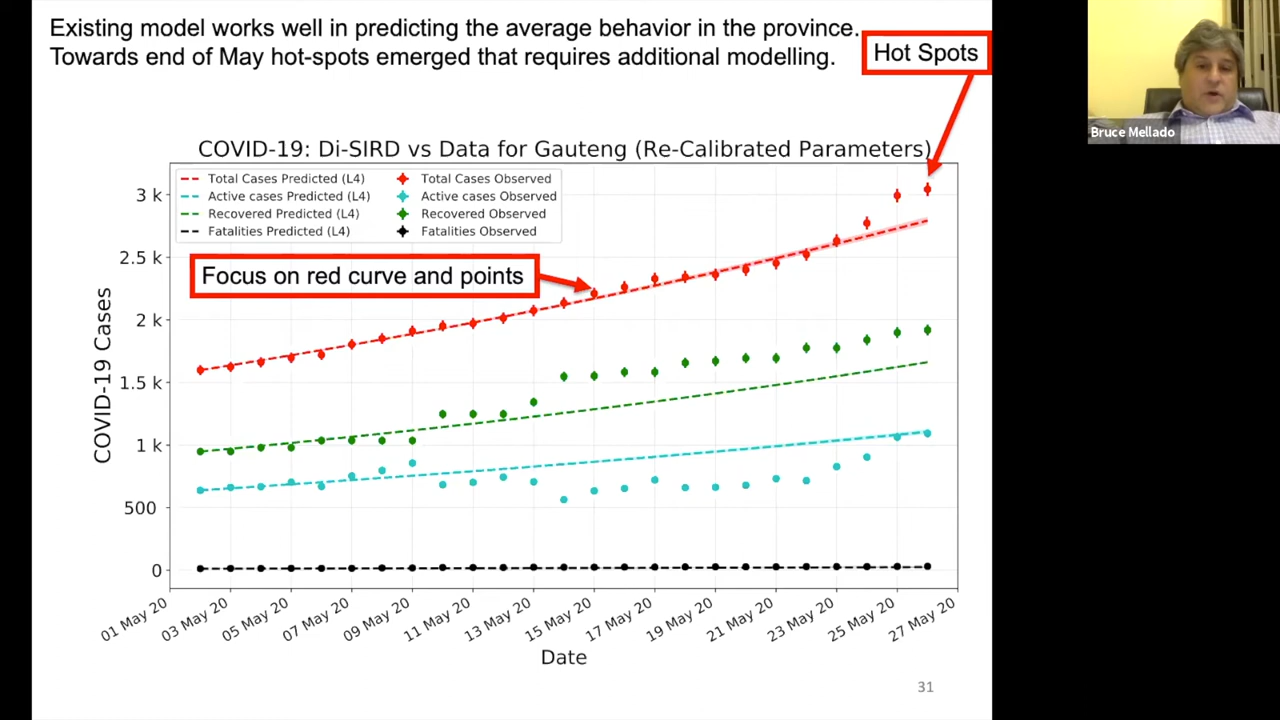 Existing model works well in predicting the average behavior in the province.
Towards end of May hot-spots emerged that requires additional modelling.
Hot Spots
Bruce Mellado
COVID-19: Di-SIRD vs Data for Gauteng (Re-Calibrated Parameters)
Total Cases Predicted (L4)
Active cases Predicted (L4)
Recovered Predicted (L4)
Fatalities Predicted (L4)
Total Cases Observed
Active cases Observed
Recovered Observed
Fatalities Observed
Focus on red curve and points
COVID-19 Cases
3 k
2.5 k
2 k
1.5 k
1 k
500
0
01 May 20
03 May 20
05 May 20
07 May 20
09 May 20
11 May 20
13 May 20
15 May 20
17 May 20
19 May 20
21 May 20
23 May 20
25 May 20
27 May 20
Date
31